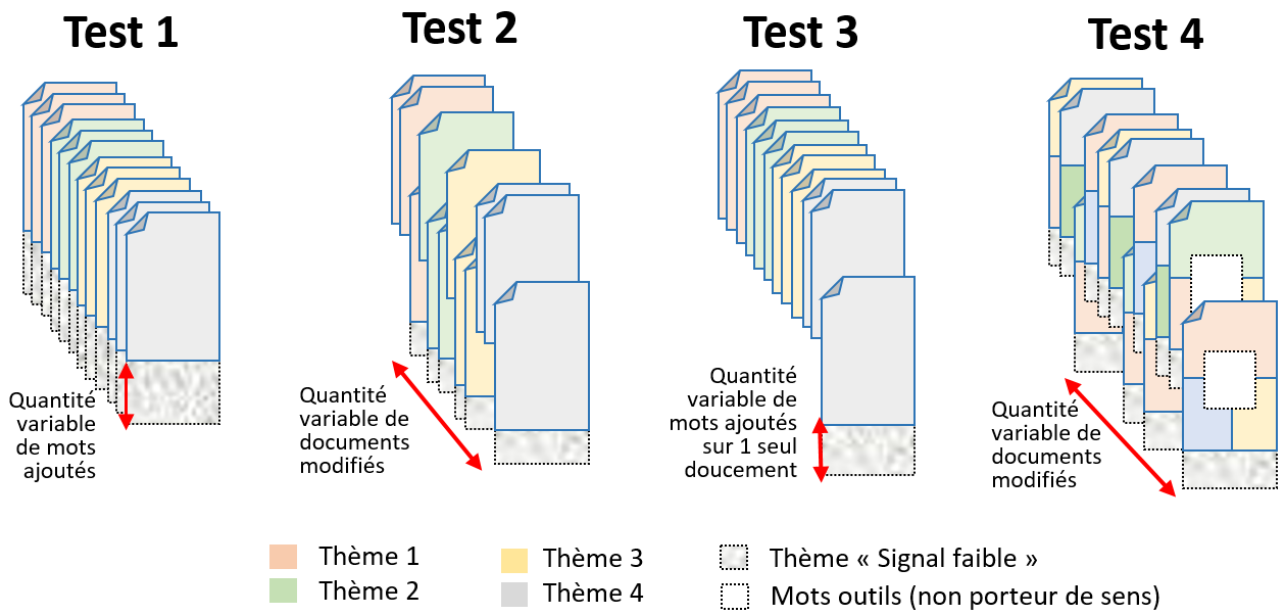 Test 1
Test 2
Test 3
Test 4
Quantité
variable
de mots
ajoutés
Quantité
variable de
documents
modifiés
Quantité
variable de
mots ajoutés
sur 1 seul
doucement
Quantité
variable de
documents
modifiés
Thème 1
Thème 3
Thème « Signal faible »
Thème 2
Thème 4
Mots outils (non porteur de sens)